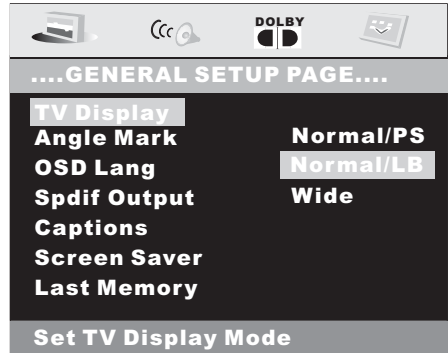 DOLBY
....GENERAL SETUP PAGE....
TV Display
Angle Mark Normal/PS
OSD Lang Normal/LB
Spdif Output Wide
Captions
Screen Saver
Last Memory
Set TV Display Mode